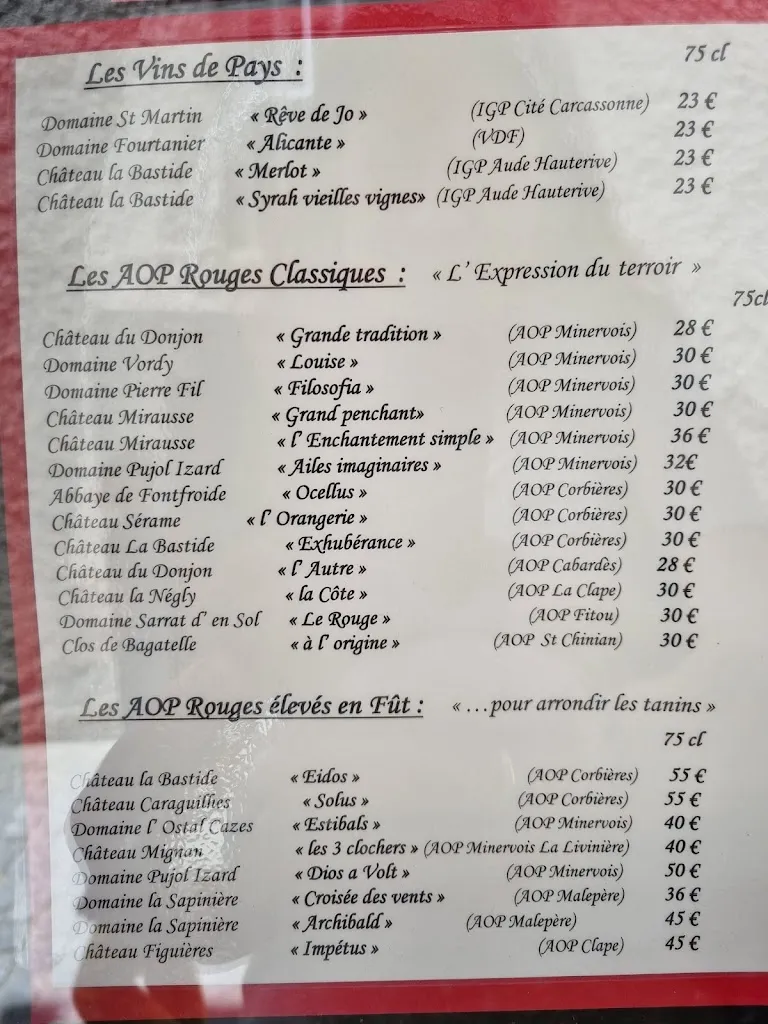 Les Vins de Pays : 75 cl
Domaine St Martin « Rêve de Jo » (IGP Cité Carcassonne) 23 €
Domaine Fourtanier « Alicante » (VDF) 23 €
Château la Bastide « Merlot » (IGP Aude Hauterive) 23 €
Château la Bastide « Syrah vieilles vignes» (IGP Aude Hauterive) 23 €
Les AOP Rouges Classiques : « L' Expression du terroir »
75cl
Château du Donjon « Grande tradition » (AOP Minervois) 28 €
Domaine Vordy « Louise » (AOP Minervois) 30 €
Domaine Pierre Fil « Filosofia » (AOP Minervois) 30 €
Château Mirausse « Grand penchant» (AOP Minervois) 30 €
Château Mirausse « l' Enchantement simple » (AOP Minervois) 36 €
Domaine Pujol Izard « Ailes imaginaires » (AOP Minervois) 32€
Abbaye de Fontfroide « Ocellus » (AOP Corbières) 30 €
Château Sérame « l' Orangerie » (AOP Corbières) 30 €
Château La Bastide « Exhubérance » (AOP Corbières) 30 €
Château du Donjon « l' Autre » (AOP Cabardès) 28 €
Château la Négly « la Côte » (AOP La Clape) 30 €
Domaine Sarrat d' en Sol « Le Rouge » (AOP Fitou) 30 €
Clos de Bagatelle « à l' origine » (AOP St Chinian) 30 €
Les AOP Rouges élevés en Fût : « …pour arrondir les tanins »
75 cl
Château la Bastide « Eidos » (AOP Corbières) 55 €
Château Caraguilhes « Solus » (AOP Corbières) 55 €
Domaine l' Ostal Cazes « Estibals » (AOP Minervois) 40 €
Château Mignan « les 3 clochers » (AOP Minervois La Livinière) 40 €
Domaine Pujol Izard « Dios a Volt » (AOP Minervois) 50 €
Domaine la Sapinière « Croisée des vents » (AOP Malepère) 36 €
Domaine la Sapinière « Archibald » (AOP Malepère) 45 €
Château Figuières « Impétus » (AOP Clape) 45 €